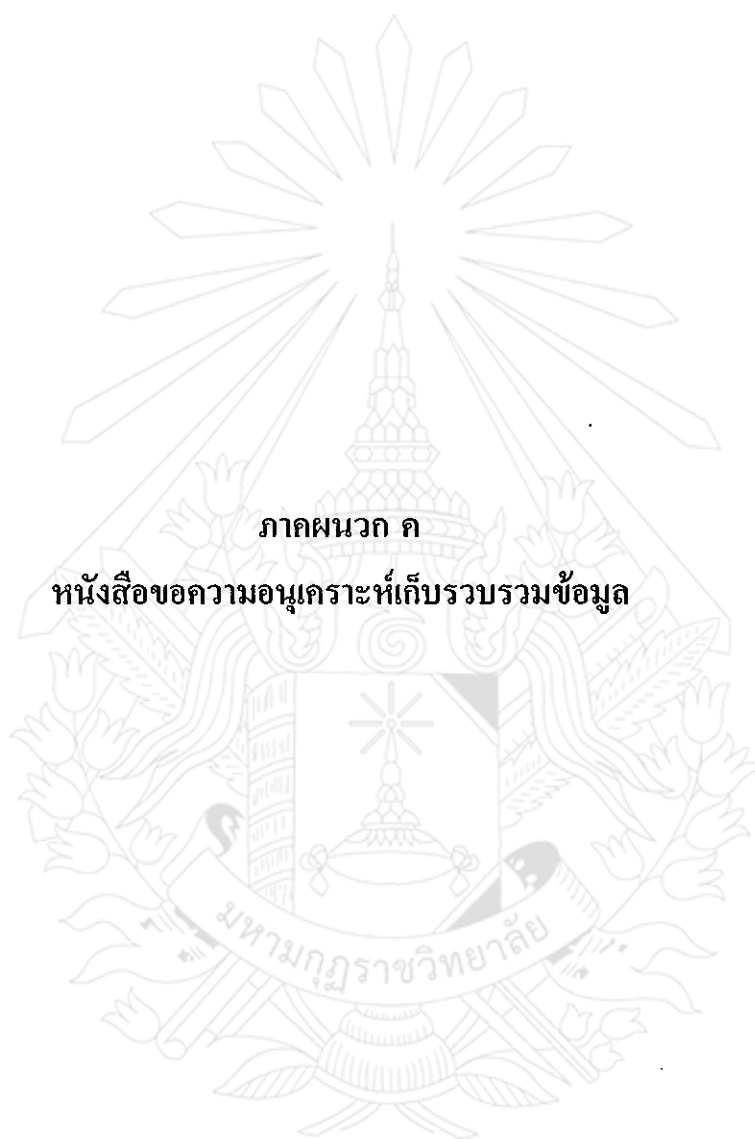 ภาคผนวก ค
หนังสือขอความอนุเคราะห์เก็บรวบรวมข้อมูล
มหามกุฏราชวิทยาลัย